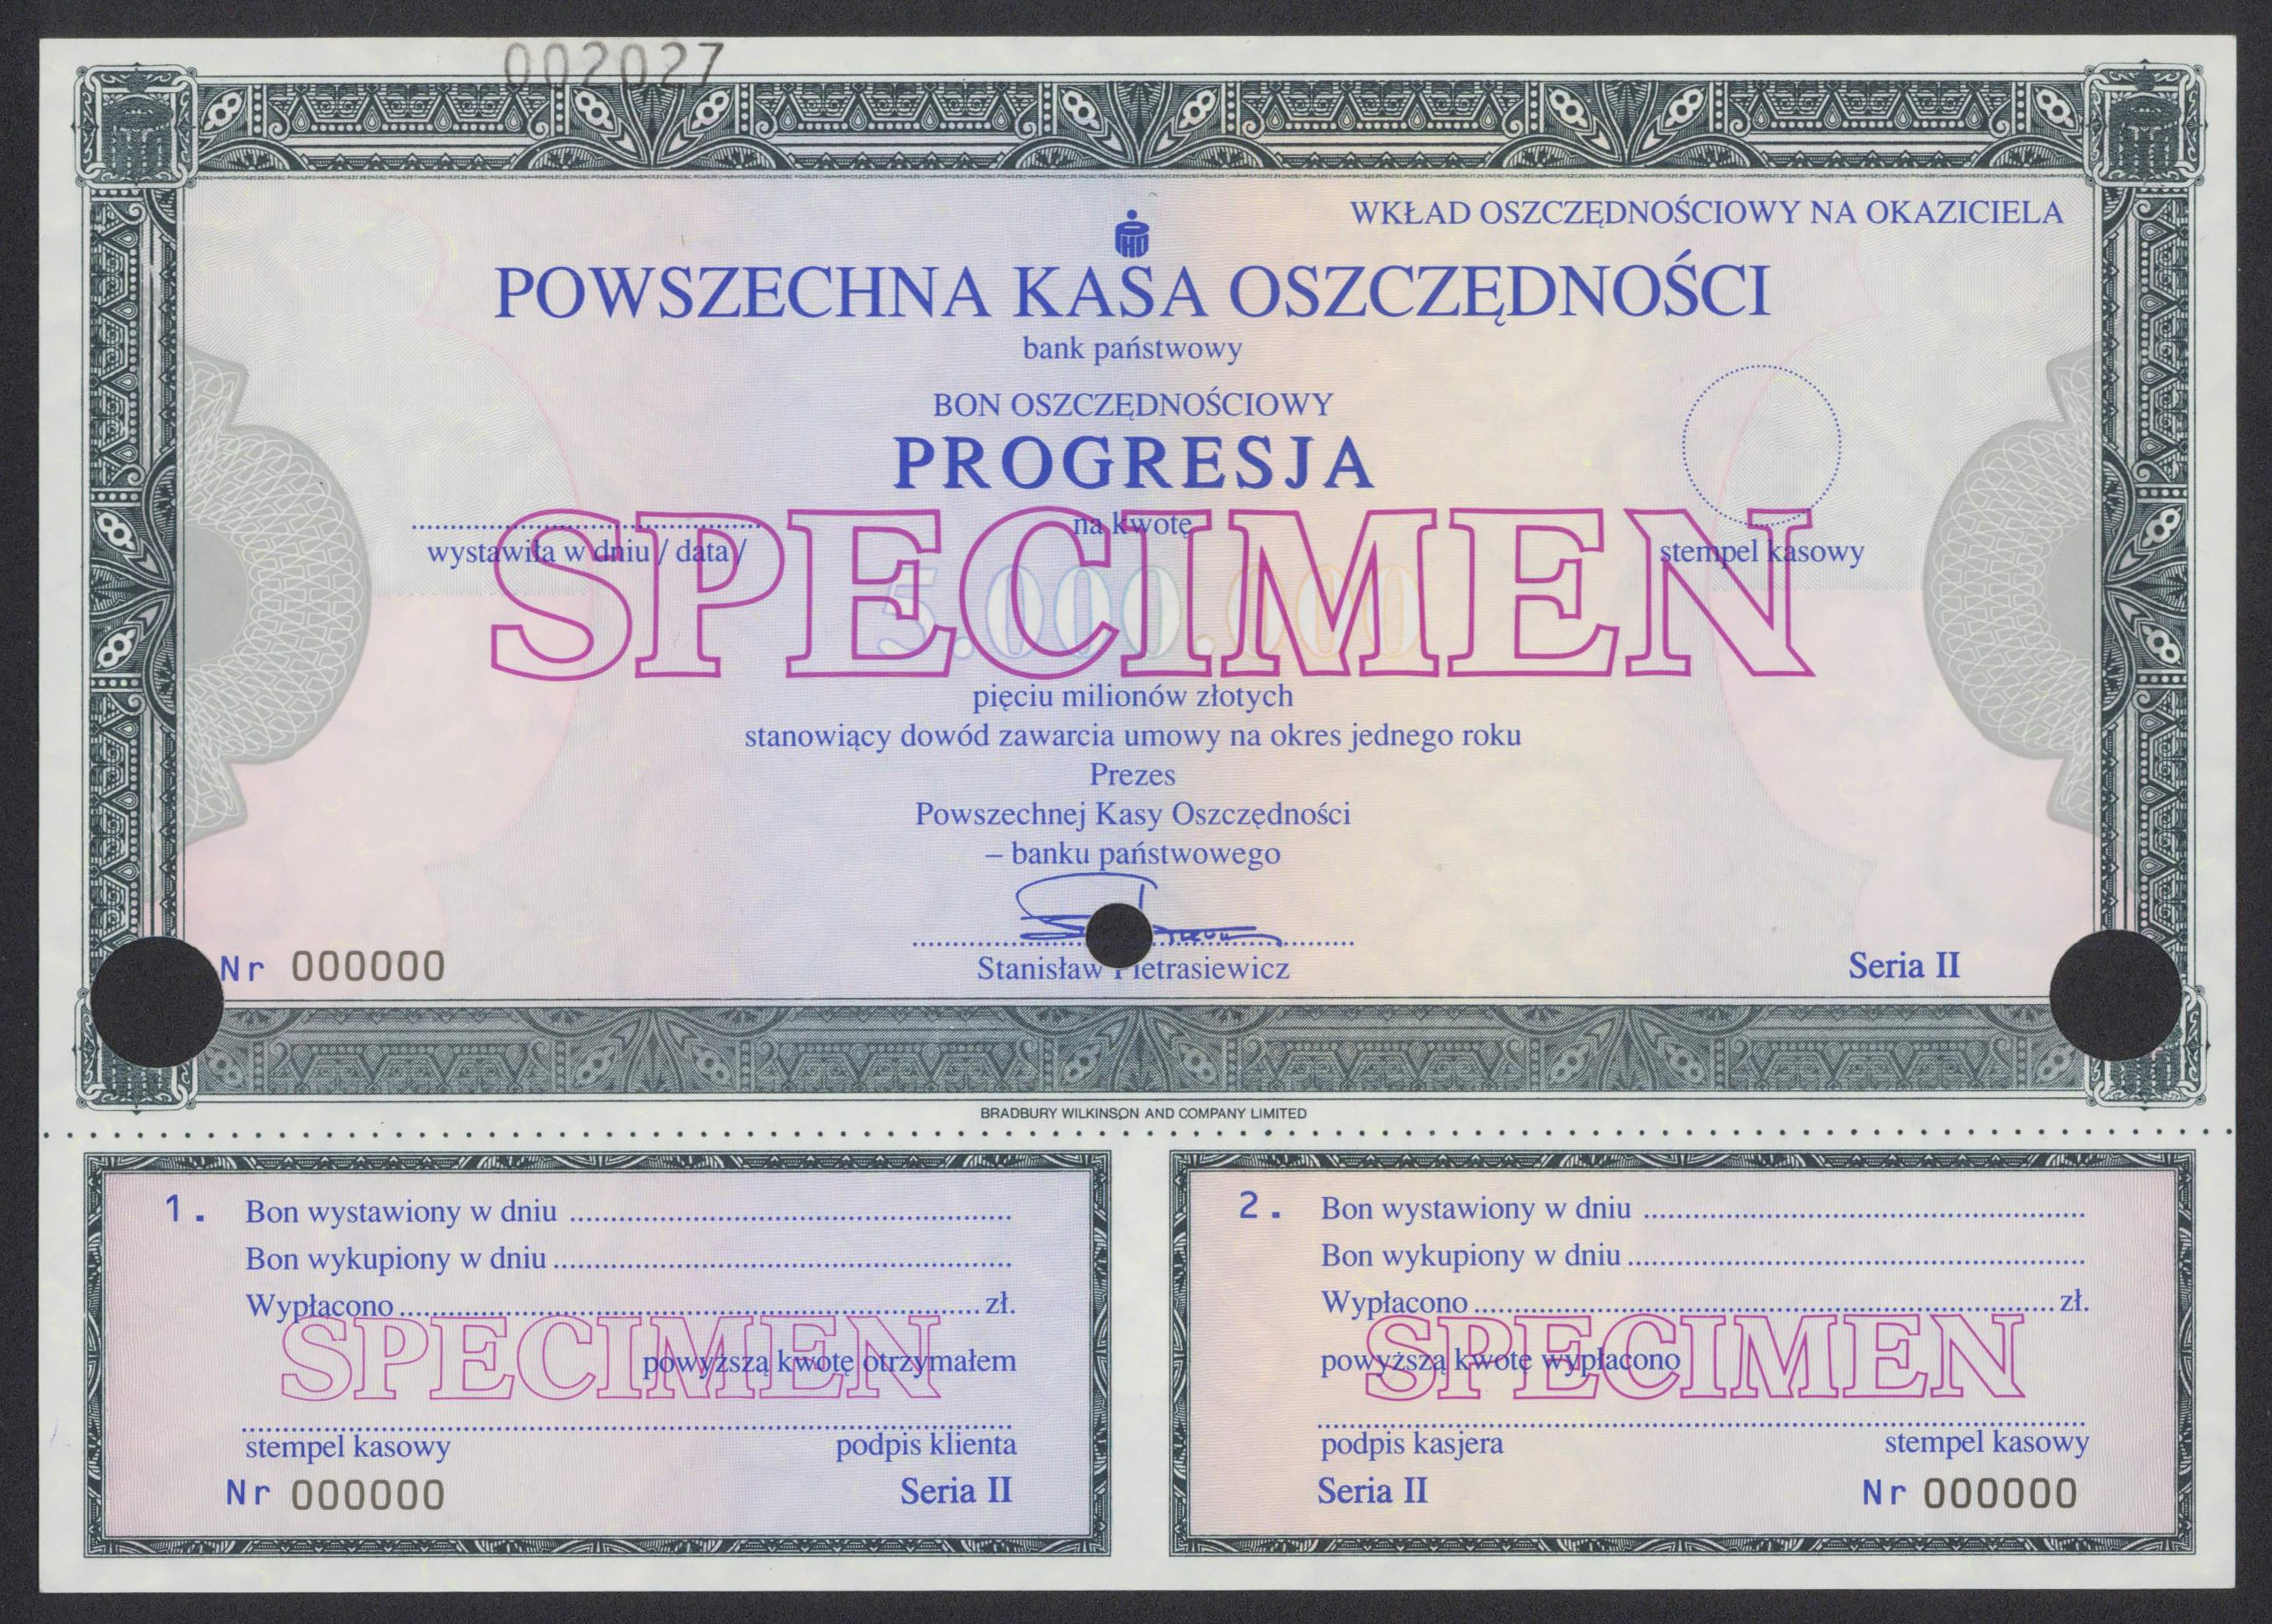 002027
WKŁAD OSZCZĘDNOŚCIOWY NA OKAZICIELA
POWSZECHNA KASA OSZCZĘDNOŚCI
bank państwowy
BON OSZCZĘDNOŚCIOWY
PROGRESJA
na kwotę
wystawiła w dniu / data /
stempel kasowy
SPECIMEN
5.000.000
pięciu milionów złotych
stanowiący dowód zawarcia umowy na okres jednego roku
Prezes
Powszechnej Kasy Oszczędności
– banku państwowego
Stanisław Pietrasiewicz
Nr 000000
Seria II
BRADBURY WILKINSON AND COMPANY LIMITED
1. Bon wystawiony w dniu
Bon wykupiony w dniu
Wypłacono zł.
SPECIMEN
powyższą kwotę otrzymałem
stempel kasowy podpis klienta
Nr 000000 Seria II
2. Bon wystawiony w dniu
Bon wykupiony w dniu
Wypłacono zł.
SPECIMEN
powyższą kwotę wypłacono
podpis kasjera stempel kasowy
Seria II Nr 000000